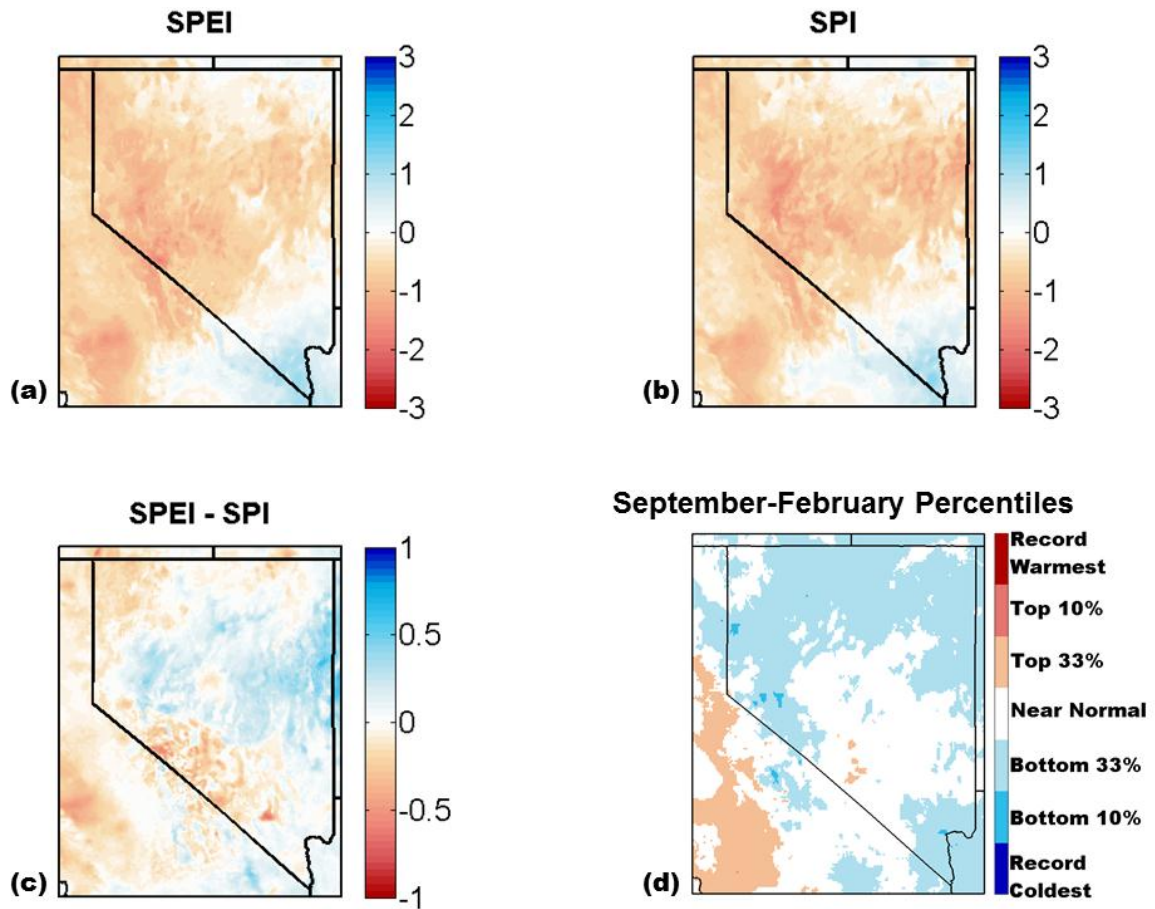 SPEI
3
2
1
0
-1
-2
-3
(a)
SPI
3
2
1
0
-1
-2
-3
(b)
SPEI - SPI
1
0.5
0
-0.5
-1
(c)
September-February Percentiles
Record
Warmest
Top 10%
Top 33%
Near Normal
Bottom 33%
Bottom 10%
Record
Coldest
(d)